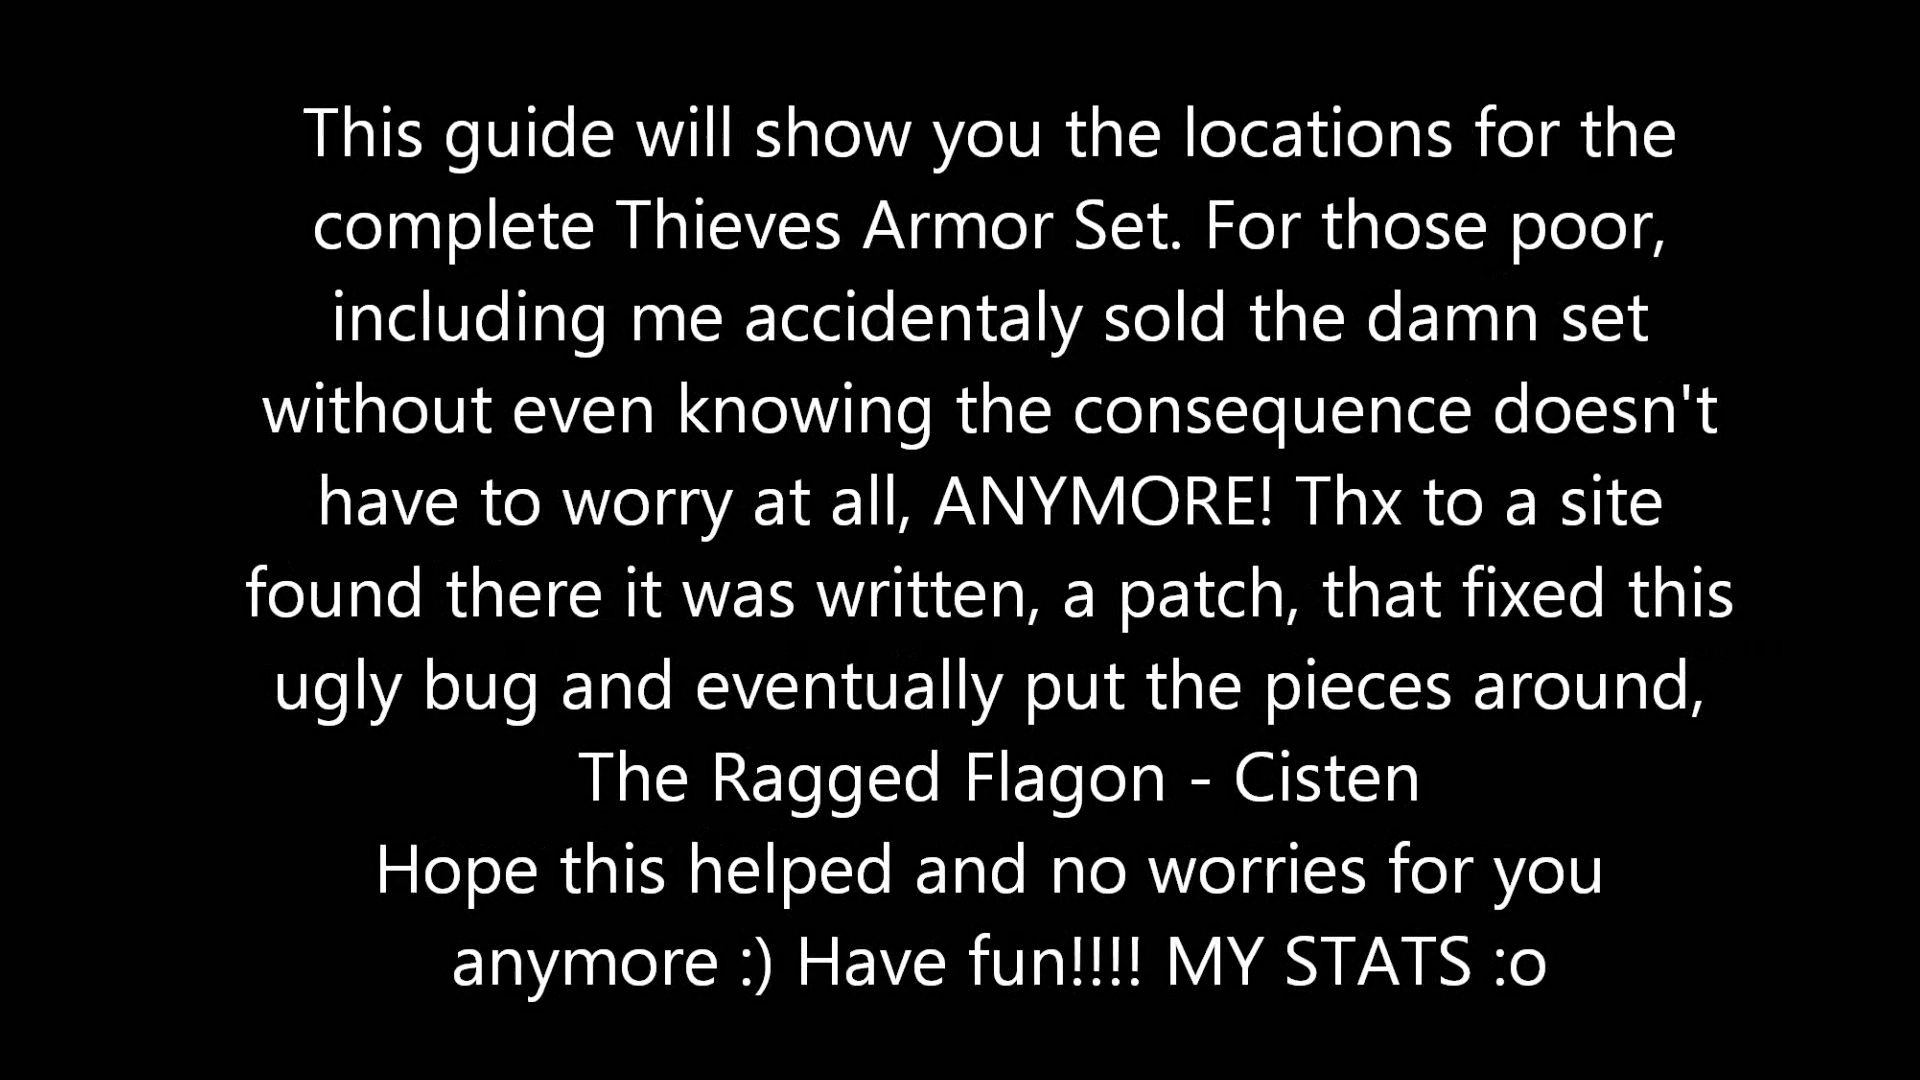 This guide will show you the locations for the
complete Thieves Armor Set. For those poor,
including me accidentaly sold the damn set
without even knowing the consequence doesn't
have to worry at all, ANYMORE! Thx to a site
found there it was written, a patch, that fixed this
ugly bug and eventually put the pieces around,
The Ragged Flagon - Cisten
Hope this helped and no worries for you
anymore :) Have fun!!!! MY STATS :o